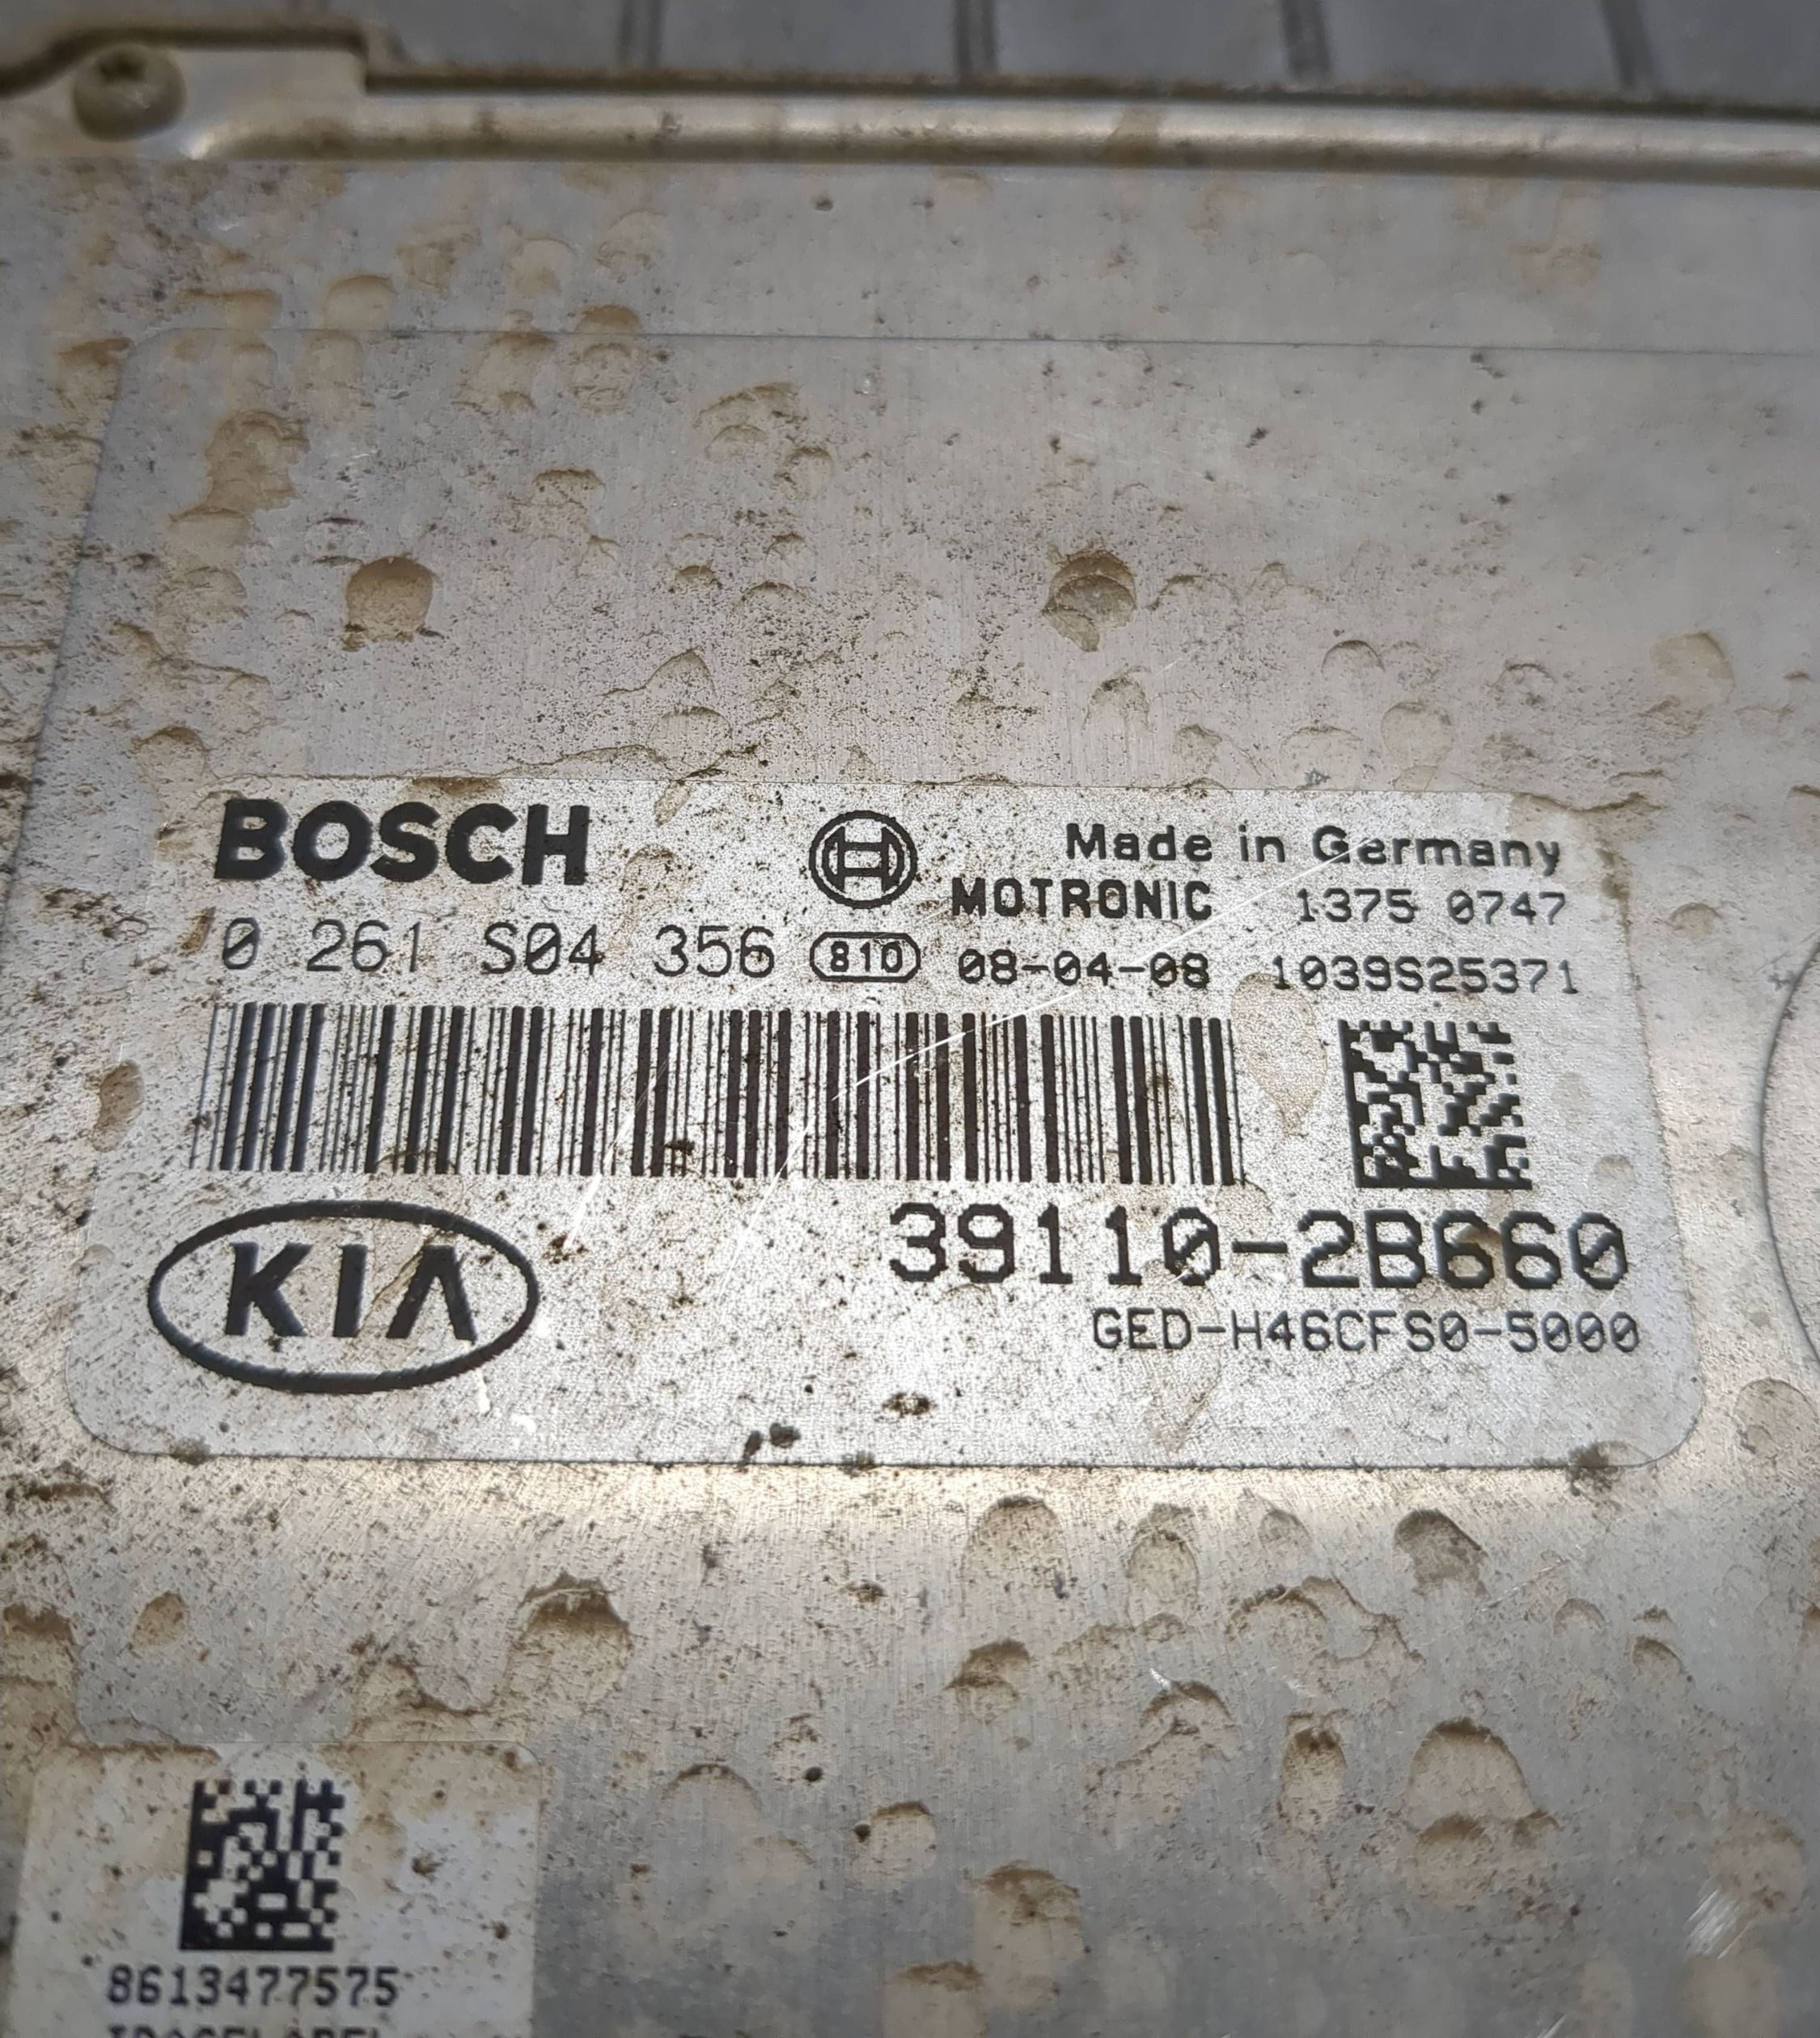 BOSCH
Made in Germany
MOTRONIC 1375 0747
0 261 S04 356 810 08-04-08 1039S25371
KIA
39110-2B660
GED-H46CFS0-5000
8613477575